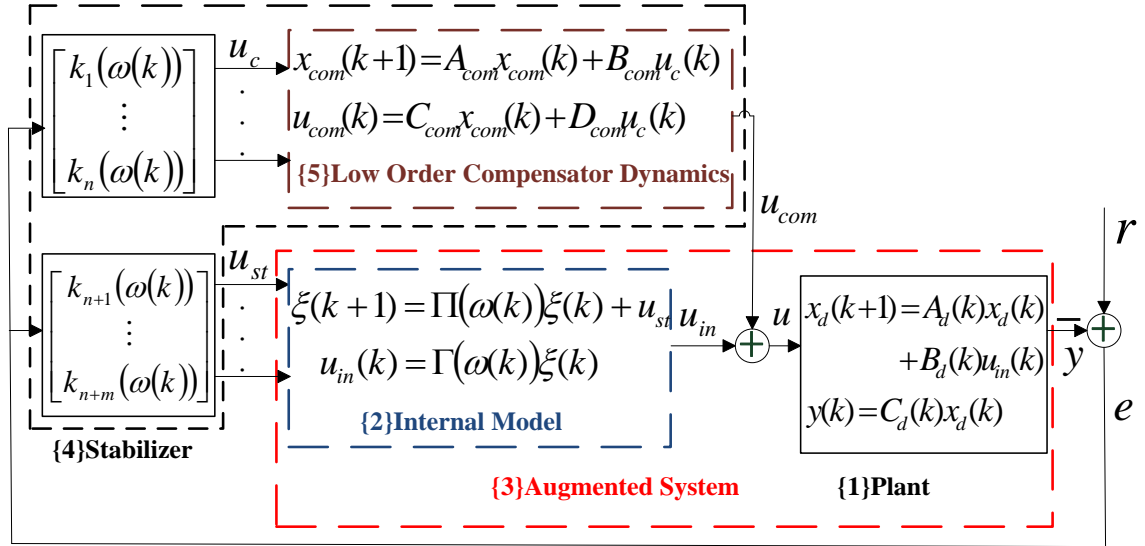 [k₁(ω(k))
⋮
kₙ(ω(k))]
u_c
.
.
.
x_com(k+1)=A_com x_com(k)+B_com u_c(k)
u_com(k)=C_com x_com(k)+D_com u_c(k)
{5}Low Order Compensator Dynamics
u_com
r
[k_{n+1}(ω(k))
⋮
k_{n+m}(ω(k))]
{4}Stabilizer
u_st
.
.
.
ξ(k+1) = Π(ω(k))ξ(k) + u_st
u_in(k) = Γ(ω(k))ξ(k)
{2}Internal Model
u_in
+
u
x_d(k+1)=A_d(k)x_d(k)
+B_d(k)u_in(k)
y(k)=C_d(k)x_d(k)
{1}Plant
{3}Augmented System
−
y
+
e